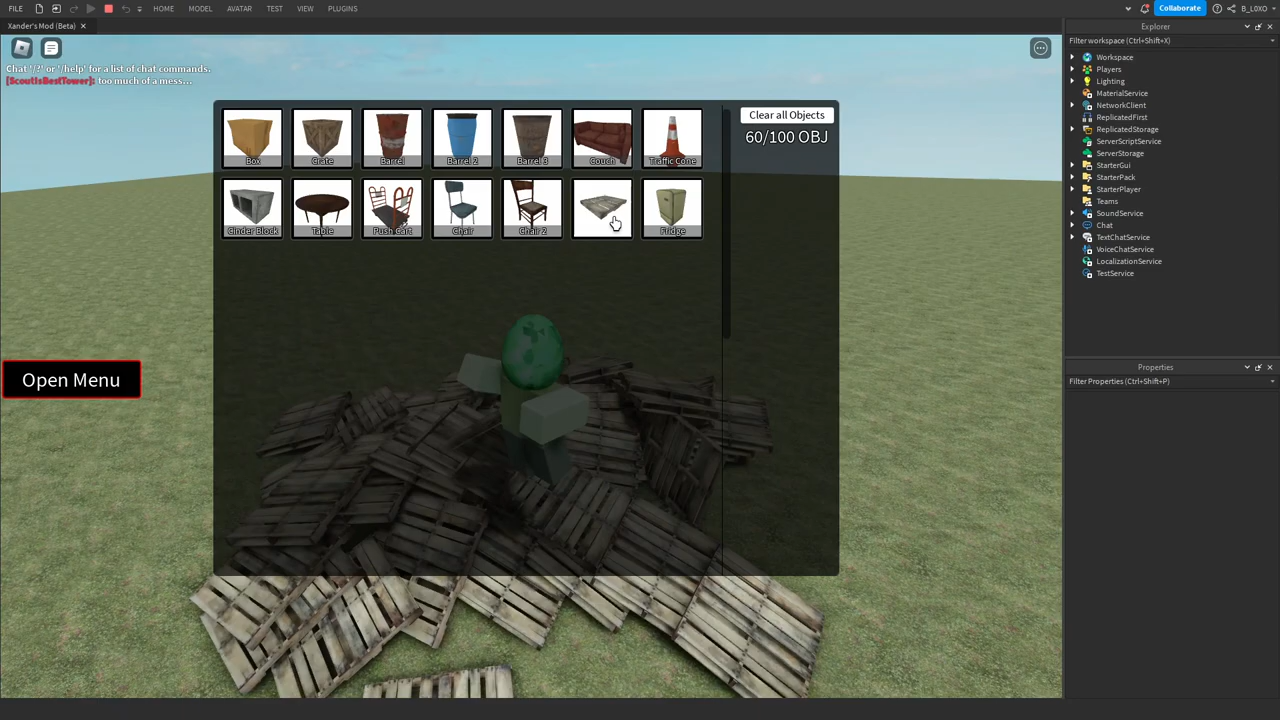 FILE HOME MODEL AVATAR TEST VIEW PLUGINS Collaborate B_L0XO
Xander's Mod (Beta)
Chat '/?' or '/help' for a list of chat commands.
[ScoutIsBestTower]: too much of a mess...
Box Crate Barrel Barrel 2 Barrel 3 Couch Traffic Cone
Cinder Block Table Push Cart Chair Chair 2 Fridge
Clear all Objects
60/100 OBJ
Open Menu
Explorer
Filter workspace (Ctrl+Shift+X)
Workspace
Players
Lighting
MaterialService
NetworkClient
ReplicatedFirst
ReplicatedStorage
ServerScriptService
ServerStorage
StarterGui
StarterPack
StarterPlayer
Teams
SoundService
Chat
TextChatService
VoiceChatService
LocalizationService
TestService
Properties
Filter Properties (Ctrl+Shift+P)